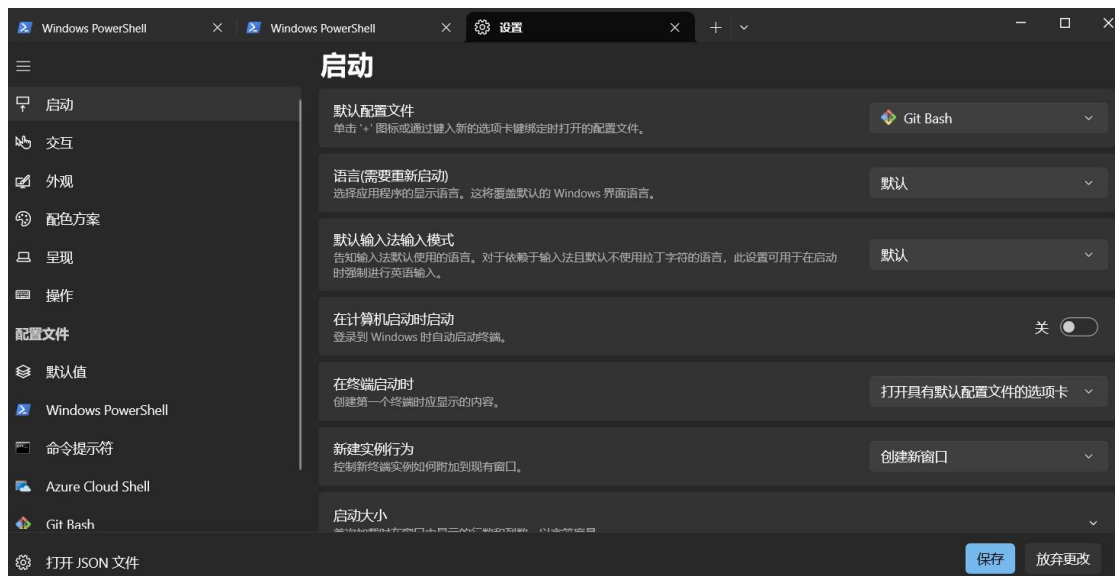 Windows PowerShell
Windows PowerShell
设置
启动
启动
交互
外观
配色方案
呈现
操作
配置文件
默认值
Windows PowerShell
命令提示符
Azure Cloud Shell
Git Bash
打开 JSON 文件
默认配置文件
单击 '+' 图标或通过键入新的选项卡键绑定时打开的配置文件。
Git Bash
语言(需要重新启动)
选择应用程序的显示语言。这将覆盖默认的 Windows 界面语言。
默认
默认输入法输入模式
告知输入法默认使用的语言。对于依赖于输入法且默认不使用拉丁字符的语言，此设置可用于在启动
时强制进行英语输入。
默认
在计算机启动时启动
登录到 Windows 时自动启动终端。
关
在终端启动时
创建第一个终端时应显示的内容。
打开具有默认配置文件的选项卡
新建实例行为
控制新终端实例如何附加到现有窗口。
创建新窗口
启动大小
保存
放弃更改